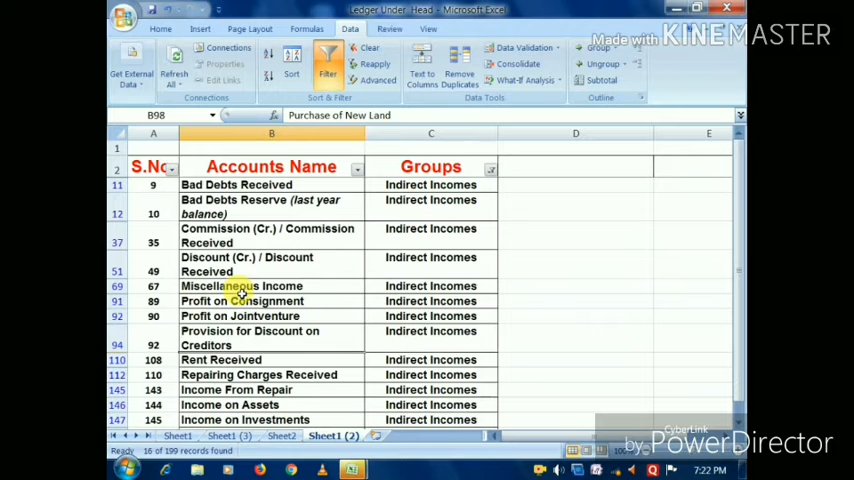 Ledger Under Head - Microsoft Excel
Made with KINEMASTER
Home Insert Page Layout Formulas Data Review View
Get External Data
Refresh All
Connections
Properties
Edit Links
Connections
Sort
Filter
Clear
Reapply
Advanced
Sort & Filter
Text to Columns
Remove Duplicates
Data Validation
Consolidate
What-If Analysis
Data Tools
Group
Ungroup
Subtotal
Outline
B98 fx Purchase of New Land
A B C D E
1
2 S.No Accounts Name Groups
11 9 Bad Debts Received Indirect Incomes
12 10 Bad Debts Reserve (last year balance) Indirect Incomes
37 35 Commission (Cr.) / Commission Received Indirect Incomes
51 49 Discount (Cr.) / Discount Received Indirect Incomes
69 67 Miscellaneous Income Indirect Incomes
91 89 Profit on Consignment Indirect Incomes
92 90 Profit on Jointventure Indirect Incomes
94 92 Provision for Discount on Creditors Indirect Incomes
110 108 Rent Received Indirect Incomes
112 110 Repairing Charges Received Indirect Incomes
145 143 Income From Repair Indirect Incomes
146 144 Income on Assets Indirect Incomes
147 145 Income on Investments Indirect Incomes
Sheet1 Sheet1 (3) Sheet2 Sheet1 (2)
Ready 16 of 199 records found
CyberLink
by PowerDirector
7:22 PM